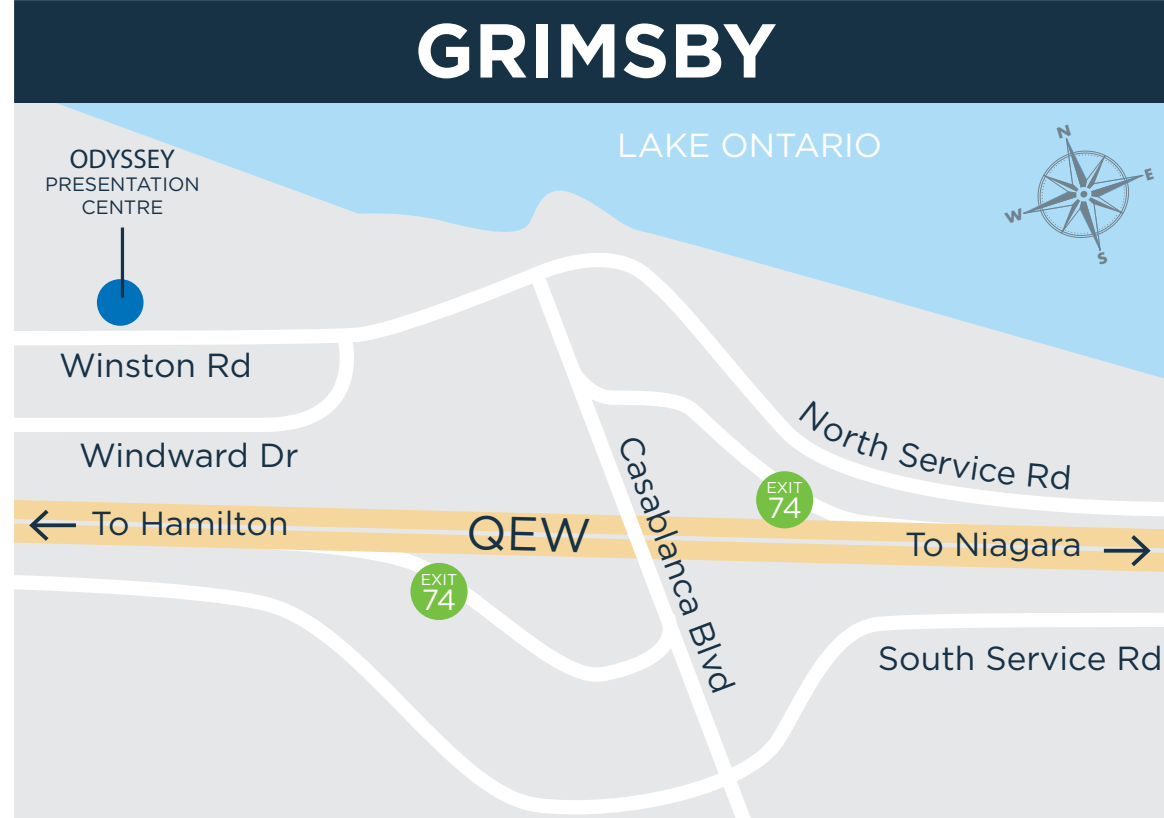 GRIMSBY
LAKE ONTARIO
N
E
W
S
ODYSSEY
PRESENTATION
CENTRE
Winston Rd
Windward Dr
North Service Rd
Casablanca Blvd
EXIT
74
To Hamilton
QEW
To Niagara
EXIT
74
South Service Rd